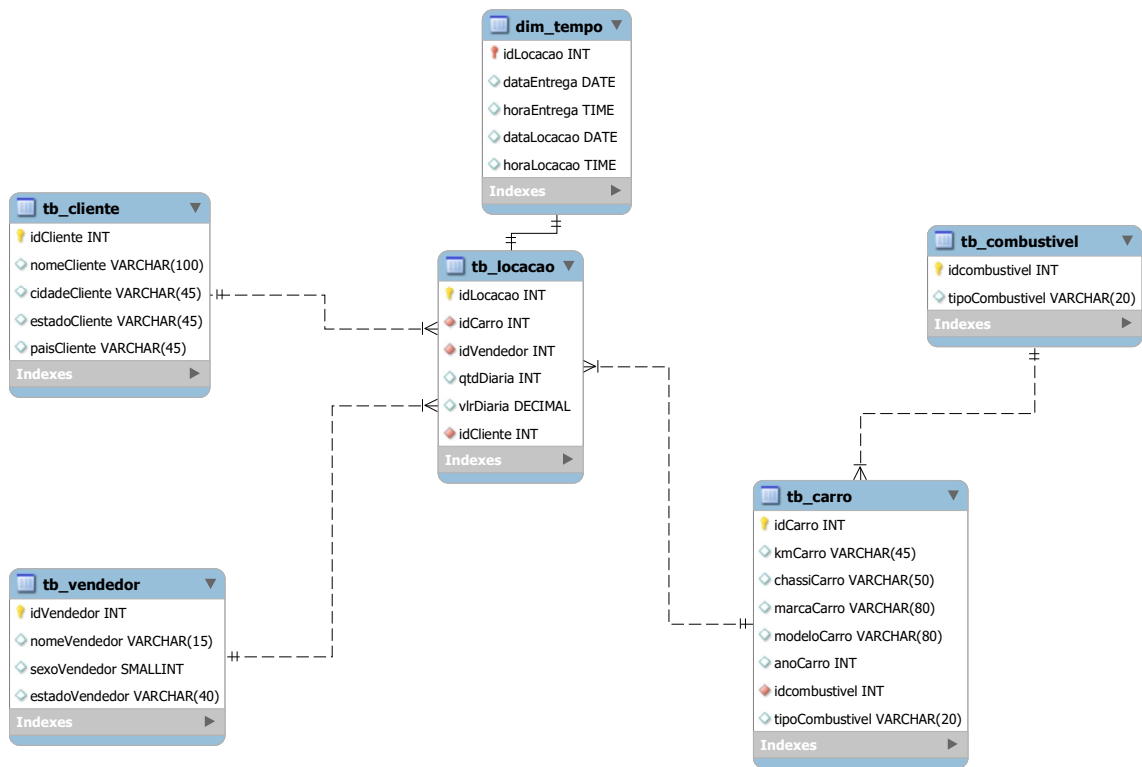 dim_tempo
idLocacao INT
dataEntrega DATE
horaEntrega TIME
dataLocacao DATE
horaLocacao TIME
Indexes
tb_cliente
idCliente INT
nomeCliente VARCHAR(100)
cidadeCliente VARCHAR(45)
estadoCliente VARCHAR(45)
paisCliente VARCHAR(45)
Indexes
tb_locacao
idLocacao INT
idCarro INT
idVendedor INT
qtdDiaria INT
vlrDiaria DECIMAL
idCliente INT
Indexes
tb_combustivel
idcombustivel INT
tipoCombustivel VARCHAR(20)
Indexes
tb_vendedor
idVendedor INT
nomeVendedor VARCHAR(15)
sexoVendedor SMALLINT
estadoVendedor VARCHAR(40)
Indexes
tb_carro
idCarro INT
kmCarro VARCHAR(45)
chassiCarro VARCHAR(50)
marcaCarro VARCHAR(80)
modeloCarro VARCHAR(80)
anoCarro INT
idcombustivel INT
tipoCombustivel VARCHAR(20)
Indexes